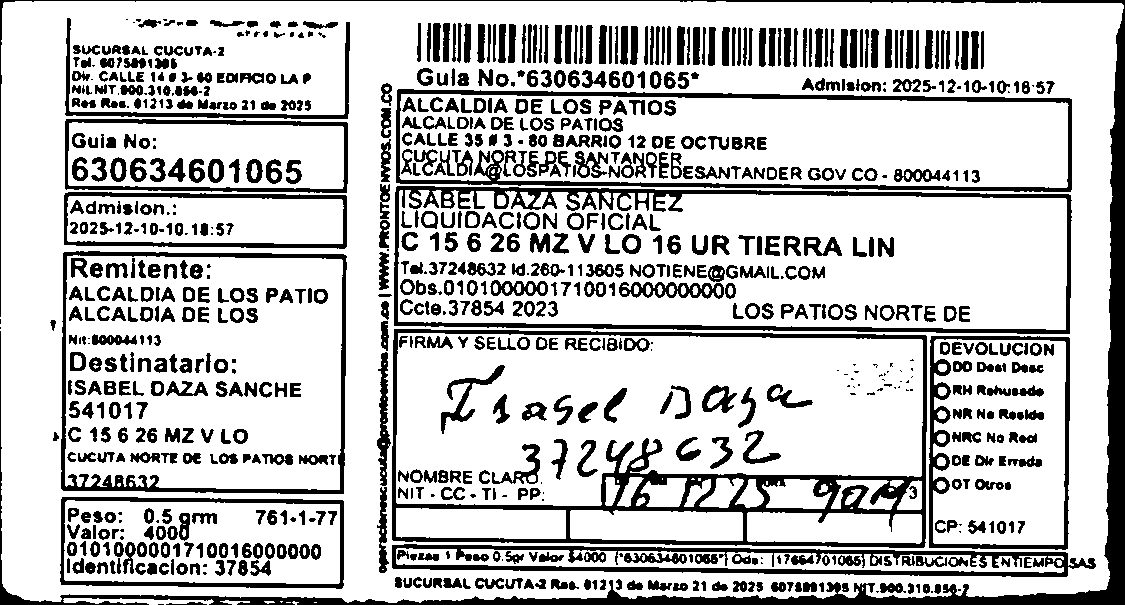 SUCURSAL CUCUTA-2
Tel. 6075891395
Dir. CALLE 14 # 3- 60 EDIFICIO LA P
NIL.NIT.900.310.856-2
Res Res. 01213 de Marzo 21 de 2025
Guia No:
630634601065
Admision.:
2025-12-10-10:18:57
Remitente:
ALCALDIA DE LOS PATIO
ALCALDIA DE LOS
Nit:800044113
Destinatario:
ISABEL DAZA SANCHE
541017
C 15 6 26 MZ V LO
CUCUTA NORTE DE LOS PATIOS NORT
37248632
Peso: 0.5 grm 761-1-77
Valor: 4000
0101000001710016000000
Identificacion: 37854
operacionescucuta@prontoenvios.com.co | WWW.PRONTOENVIOS.COM.CO
Guia No.*630634601065*
Admision: 2025-12-10-10:18:57
ALCALDIA DE LOS PATIOS
ALCALDIA DE LOS PATIOS
CALLE 35 # 3 - 80 BARRIO 12 DE OCTUBRE
CUCUTA NORTE DE SANTANDER
ALCALDIA@LOSPATIOS-NORTEDESANTANDER GOV CO - 800044113
ISABEL DAZA SANCHEZ
LIQUIDACION OFICIAL
C 15 6 26 MZ V LO 16 UR TIERRA LIN
Tel.37248632 Id.260-113605 NOTIENE@GMAIL.COM
Obs.0101000001710016000000000
Ccte.37854 2023 LOS PATIOS NORTE DE
FIRMA Y SELLO DE RECIBIDO:
Isabel Daza
37248632
NOMBRE CLARO.
NIT - CC - TI - PP:
16 12 25 9am
DEVOLUCION
DD Dest Desc
RH Rehusado
NR No Reside
NRC No Recl
DE Dir Errada
OT Otros
CP: 541017
Piezas 1 Peso 0.5gr Valor $4000 (*630634601065*) Ods: (17664701065) DISTRIBUCIONES ENTIEMPO SAS
SUCURSAL CUCUTA-2 Res. 01213 de Marzo 21 de 2025 6075891395 NIT.900.310.856-2